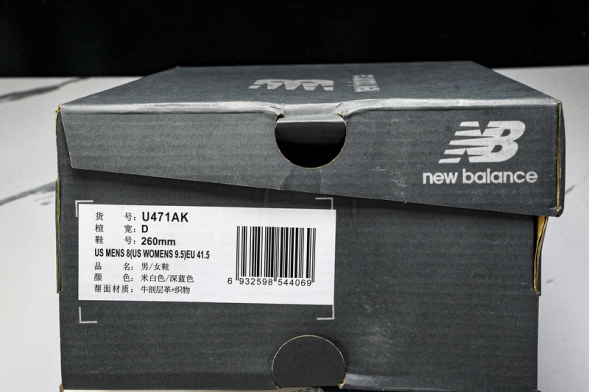 new balance
货 号: U471AK
楦 宽: D
鞋 号: 260mm
US MENS 8(US WOMENS 9.5)EU 41.5
品 名: 男/女鞋
颜 色: 米白色/深蓝色
帮面材质: 牛剖层革+织物
6 932598 544069